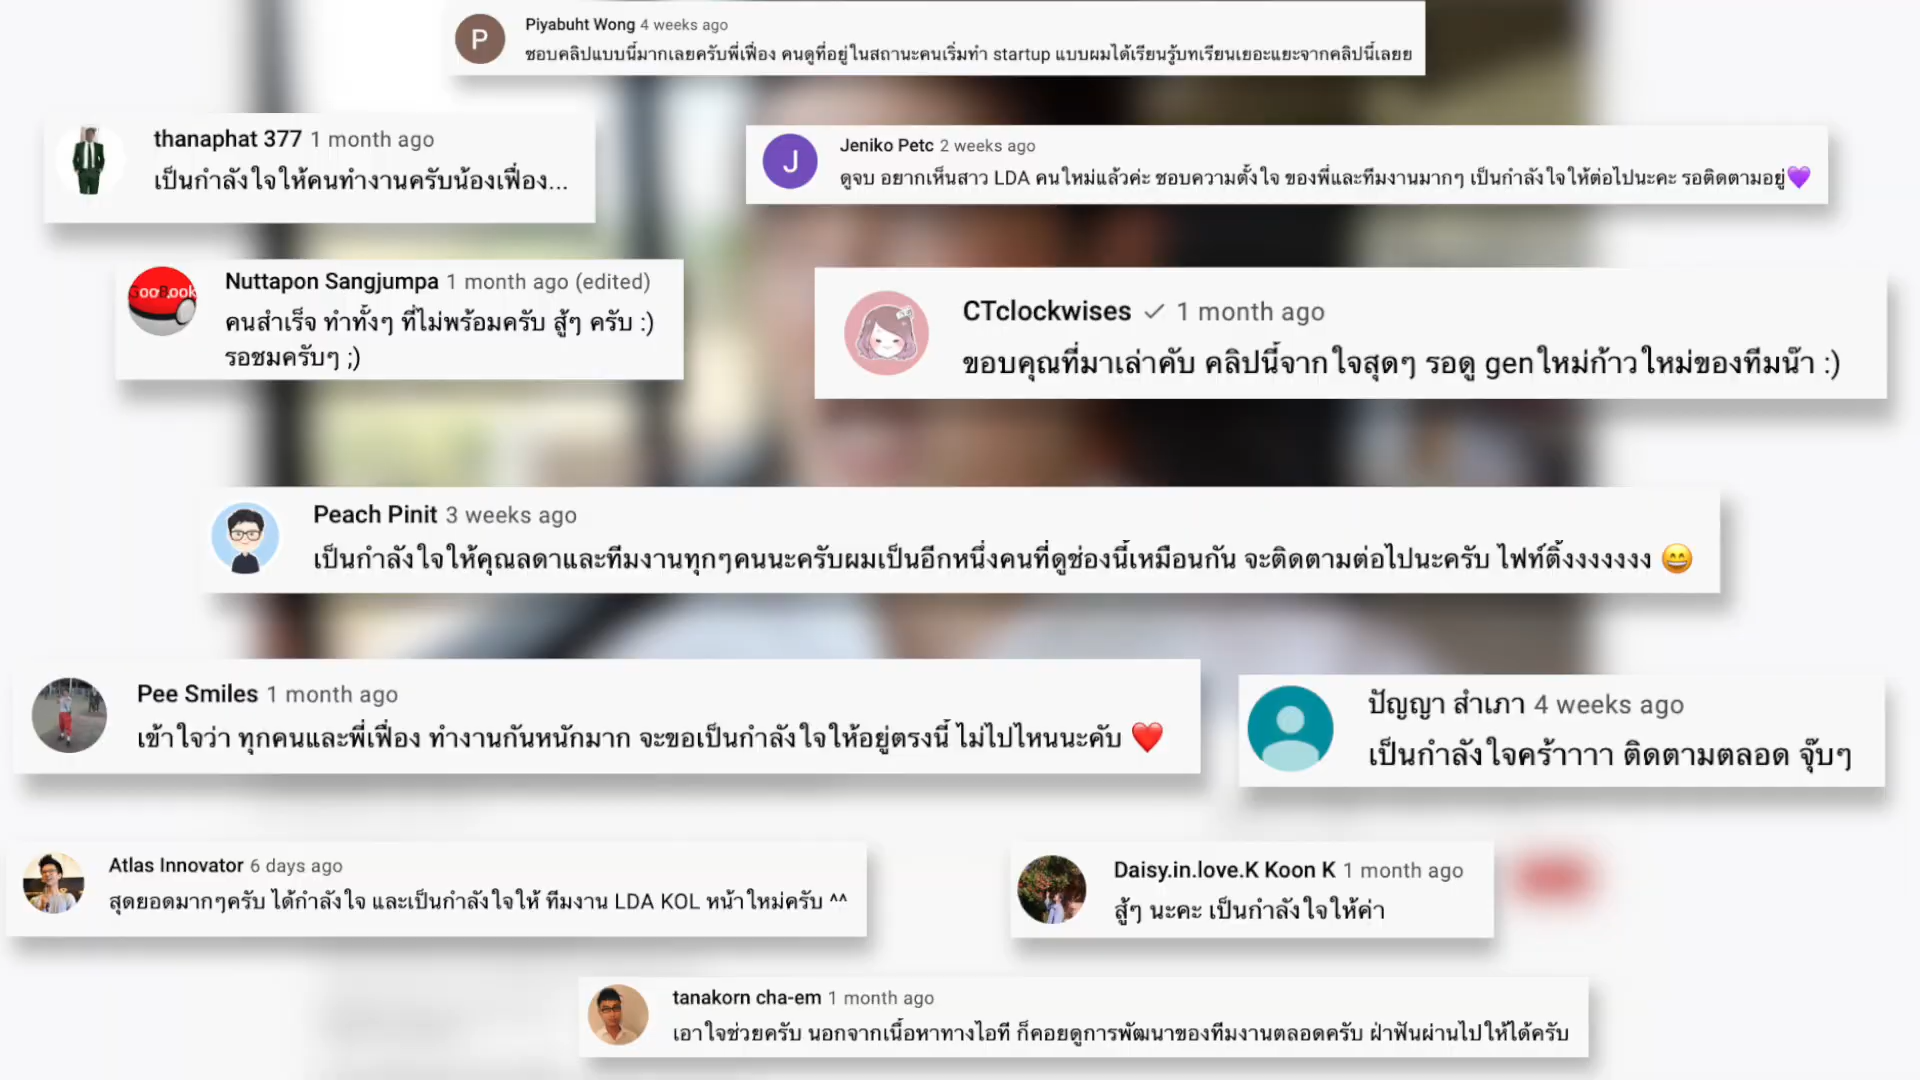 Piyabuht Wong 4 weeks ago
ชอบคลิปแบบนี้มากเลยครับพี่เฟื่อง คนดูที่อยู่ในสถานะคนเริ่มทำ startup แบบผมได้เรียนรู้บทเรียนเยอะแยะจากคลิปนี้เลยย
thanaphat 377 1 month ago
เป็นกำลังใจให้คนทำงานครับน้องเฟื่อง...
Jeniko Petc 2 weeks ago
ดูจบ อยากเห็นสาว LDA คนใหม่แล้วค่ะ ชอบความตั้งใจ ของพี่และทีมงานมากๆ เป็นกำลังใจให้ต่อไปนะคะ รอติดตามอยู่💜
GooBook
Nuttapon Sangjumpa 1 month ago (edited)
คนสำเร็จ ทำทั้งๆ ที่ไม่พร้อมครับ สู้ๆ ครับ :)
รอชมครับๆ ;)
CTclockwises ✓ 1 month ago
ขอบคุณที่มาเล่าคับ คลิปนี้จากใจสุดๆ รอดู genใหม่ก้าวใหม่ของทีมน๊า :)
Peach Pinit 3 weeks ago
เป็นกำลังใจให้คุณลดาและทีมงานทุกๆคนนะครับผมเป็นอีกหนึ่งคนที่ดูช่องนี้เหมือนกัน จะติดตามต่อไปนะครับ ไฟท์ติ้งงงงงงง 😄
Pee Smiles 1 month ago
เข้าใจว่า ทุกคนและพี่เฟื่อง ทำงานกันหนักมาก จะขอเป็นกำลังใจให้อยู่ตรงนี้ ไม่ไปไหนนะคับ ❤️
ปัญญา สำเภา 4 weeks ago
เป็นกำลังใจคร้าาาา ติดตามตลอด จุ๊บๆ
Atlas Innovator 6 days ago
สุดยอดมากๆครับ ได้กำลังใจ และเป็นกำลังใจให้ ทีมงาน LDA KOL หน้าใหม่ครับ ^^
Daisy.in.love.K Koon K 1 month ago
สู้ๆ นะคะ เป็นกำลังใจให้ค่า
tanakorn cha-em 1 month ago
เอาใจช่วยครับ นอกจากเนื้อหาทางไอที ก็คอยดูการพัฒนาของทีมงานตลอดครับ ฝ่าฟันผ่านไปให้ได้ครับ